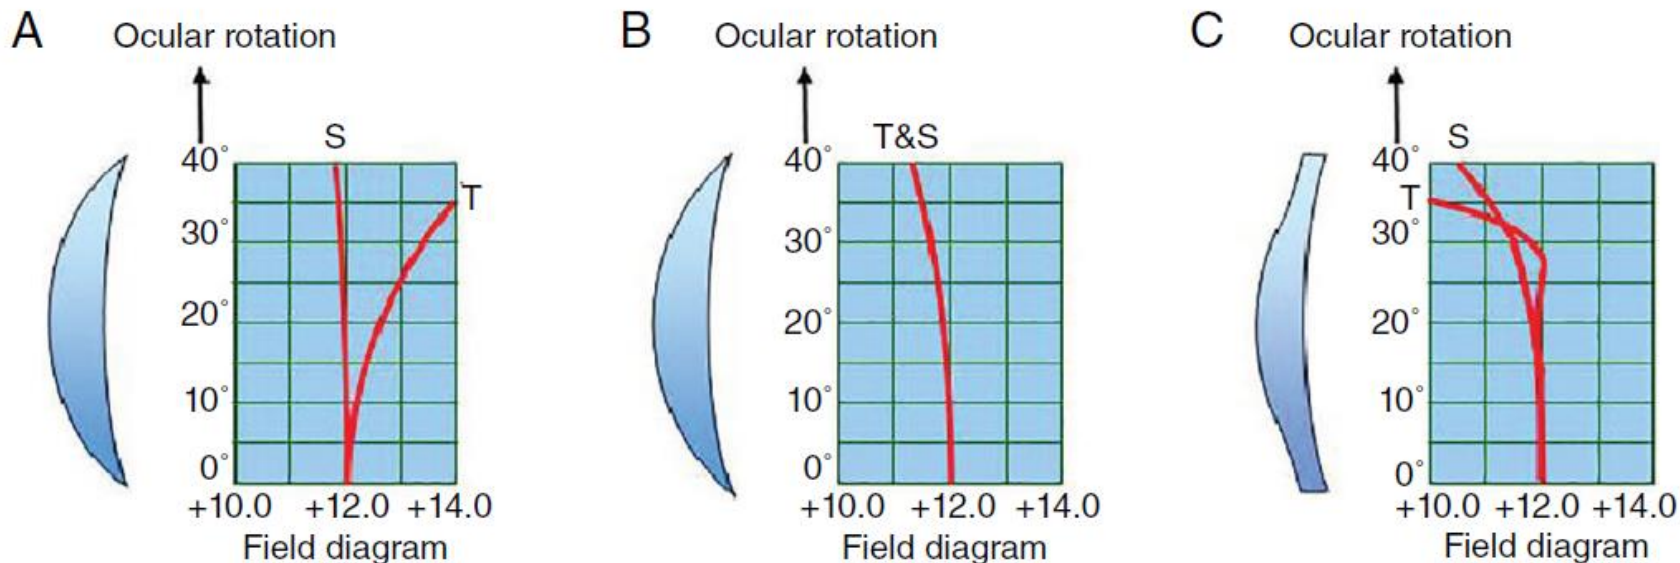 A
Ocular rotation
S
40°
T
30°
20°
10°
0°
+10.0 +12.0 +14.0
Field diagram
B
Ocular rotation
T&S
40°
30°
20°
10°
0°
+10.0 +12.0 +14.0
Field diagram
C
Ocular rotation
S
40°
T
30°
20°
10°
0°
+10.0 +12.0 +14.0
Field diagram